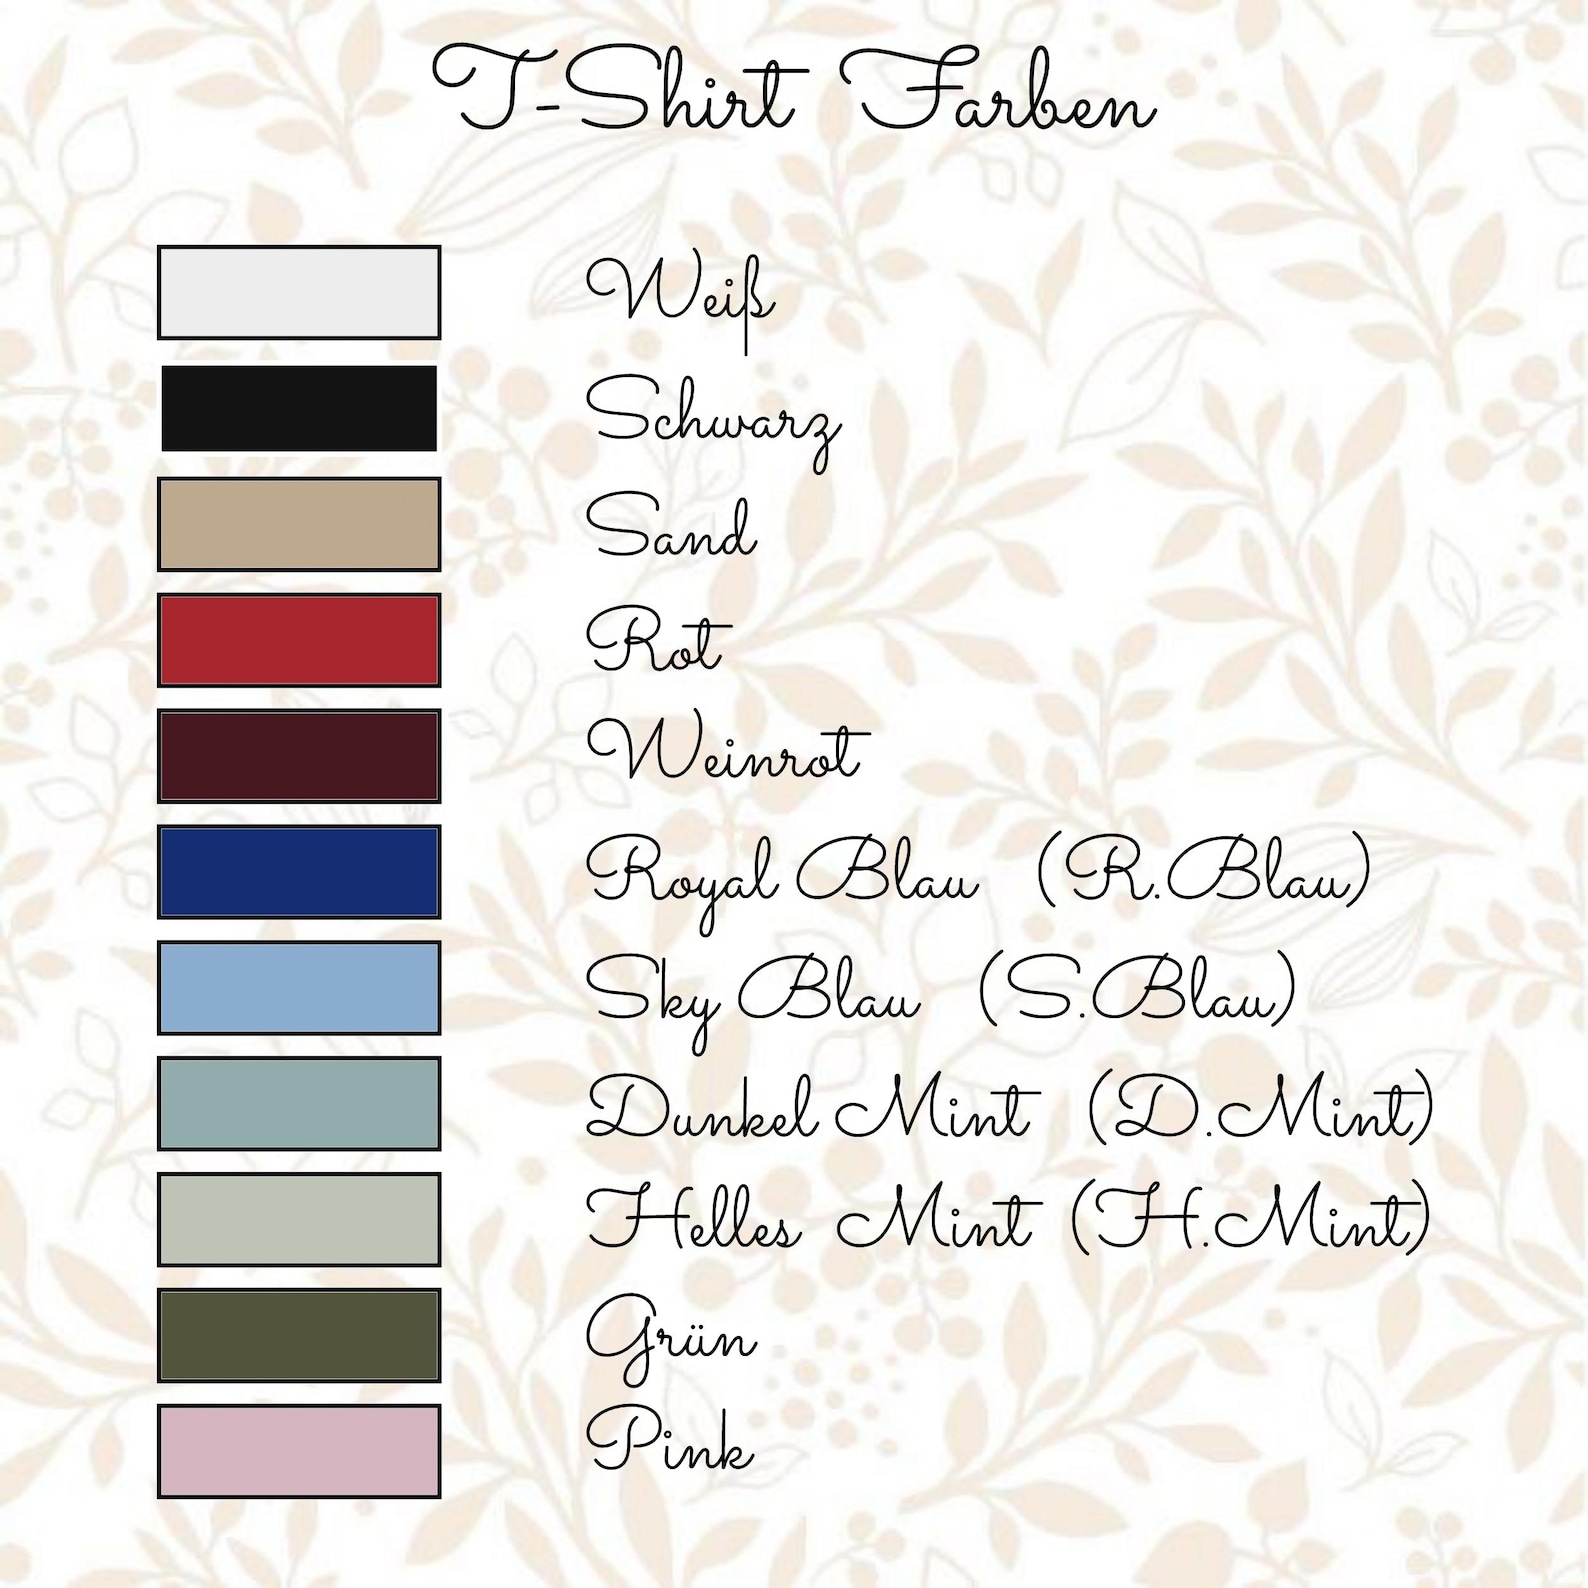 T-Shirt Farben
Weiß
Schwarz
Sand
Rot
Weinrot
Royal Blau (R.Blau)
Sky Blau (S.Blau)
Dunkel Mint (D.Mint)
Helles Mint (H.Mint)
Grün
Pink